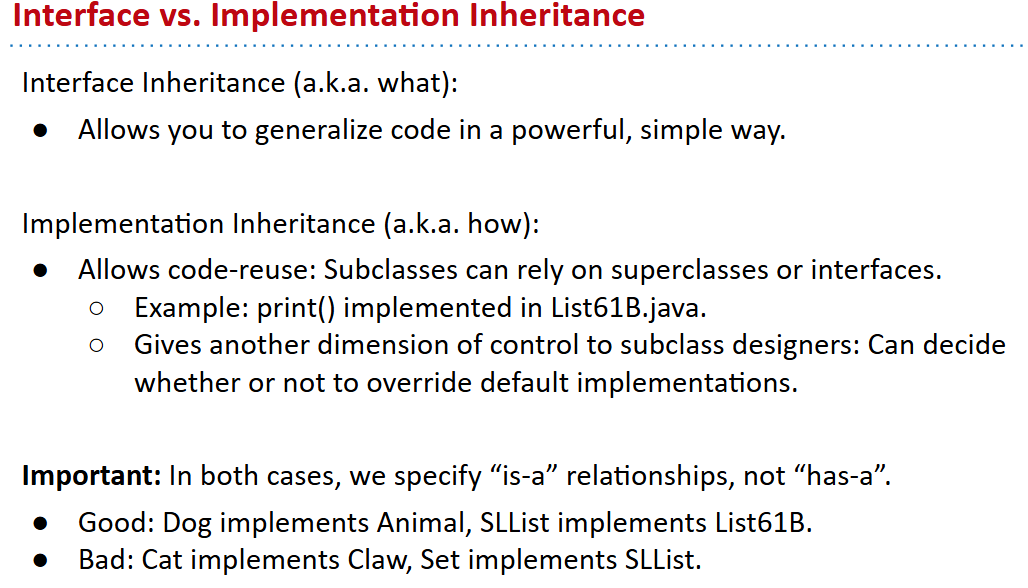 Interface vs. Implementation Inheritance
Interface Inheritance (a.k.a. what):
● Allows you to generalize code in a powerful, simple way.
Implementation Inheritance (a.k.a. how):
● Allows code-reuse: Subclasses can rely on superclasses or interfaces.
○ Example: print() implemented in List61B.java.
○ Gives another dimension of control to subclass designers: Can decide
whether or not to override default implementations.
Important: In both cases, we specify “is-a” relationships, not “has-a”.
● Good: Dog implements Animal, SLList implements List61B.
● Bad: Cat implements Claw, Set implements SLList.